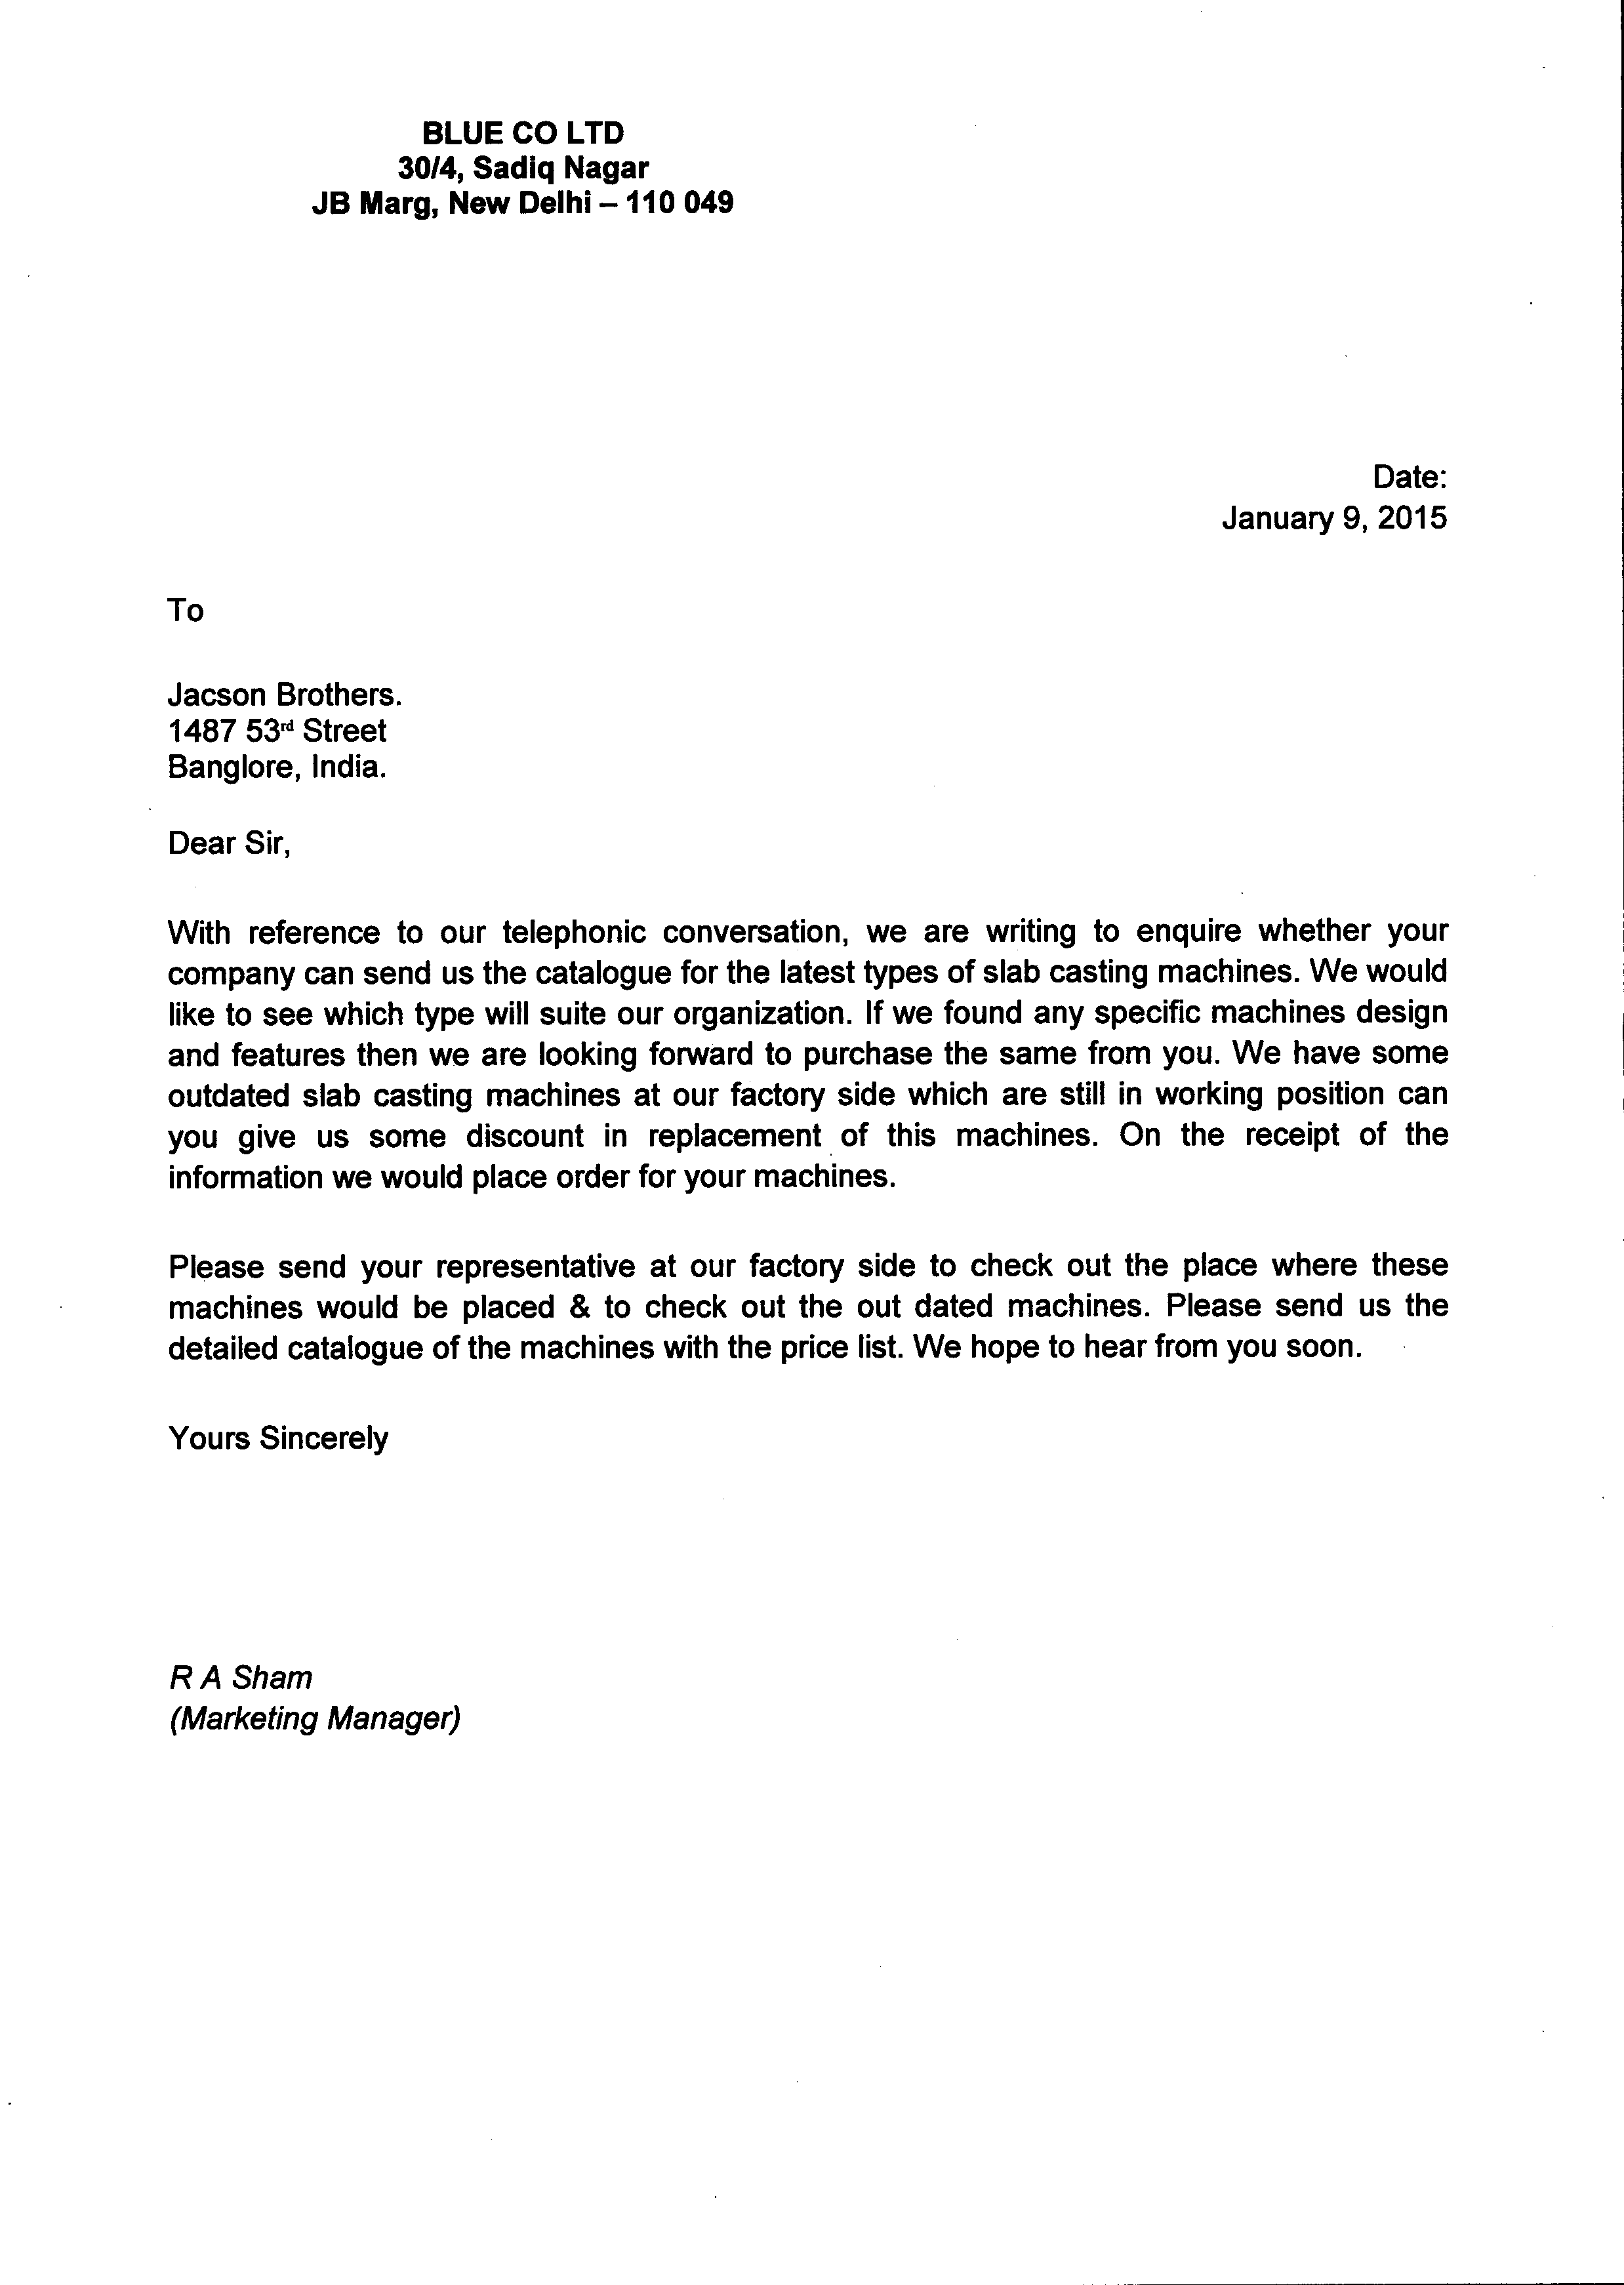 BLUE CO LTD
30/4, Sadiq Nagar
JB Marg, New Delhi – 110 049
Date:
January 9, 2015
To
Jacson Brothers.
1487 53rd Street
Banglore, India.
Dear Sir,
With reference to our telephonic conversation, we are writing to enquire whether your
company can send us the catalogue for the latest types of slab casting machines. We would
like to see which type will suite our organization. If we found any specific machines design
and features then we are looking forward to purchase the same from you. We have some
outdated slab casting machines at our factory side which are still in working position can
you give us some discount in replacement of this machines. On the receipt of the
information we would place order for your machines.
Please send your representative at our factory side to check out the place where these
machines would be placed & to check out the out dated machines. Please send us the
detailed catalogue of the machines with the price list. We hope to hear from you soon.
Yours Sincerely
R A Sham
(Marketing Manager)